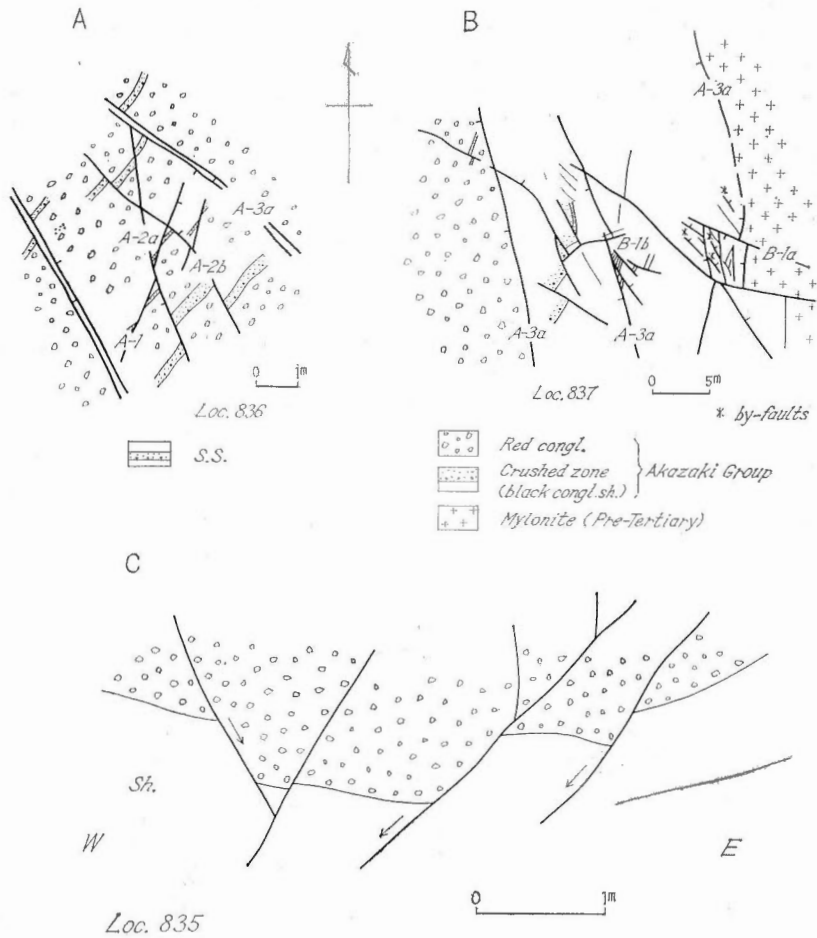 A
A-3a
A-2a
A-2b
A-1
0 1m
Loc. 836
S.S.
B
A-3a
B-1b
B-1a
A-3a
A-3a
Loc. 837
0 5m
* by-faults
Red congl.
Crushed zone
(black congl. sh.)
Akazaki Group
Mylonite (Pre-Tertiary)
C
Sh.
W
E
0 1m
Loc. 835